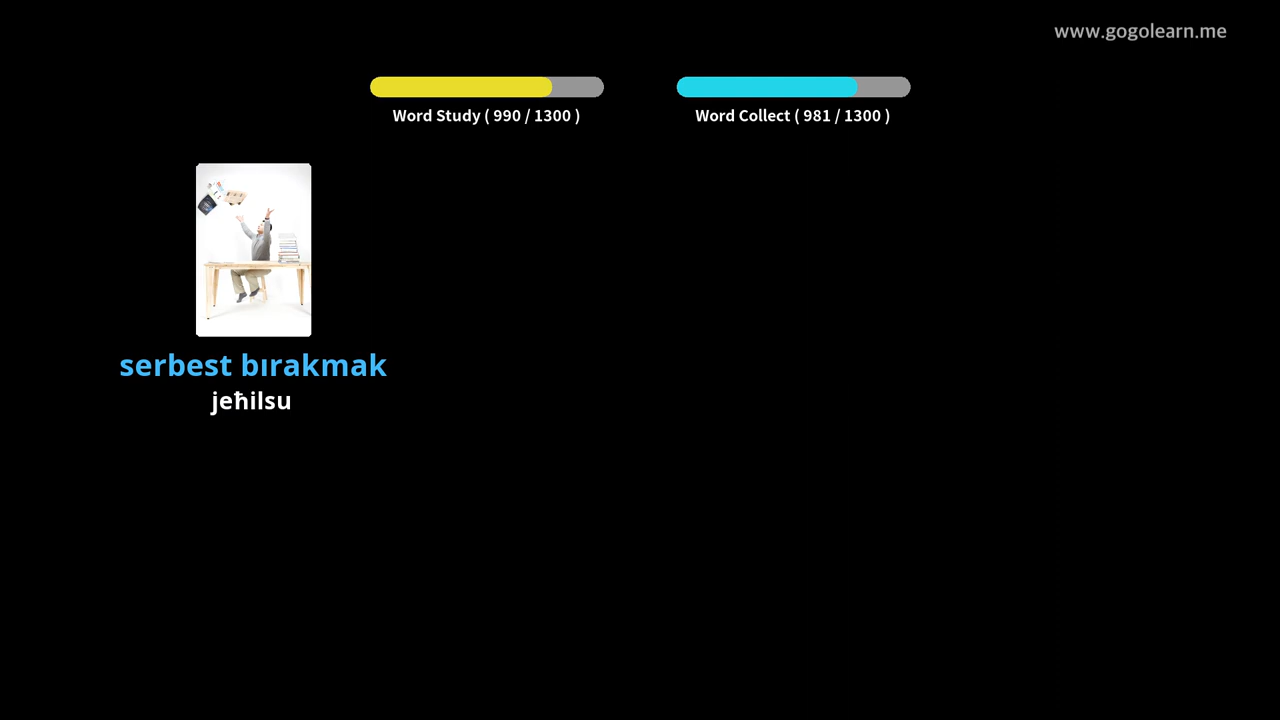 www.gogolearn.me
Word Study ( 990 / 1300 )
Word Collect ( 981 / 1300 )
serbest bırakmak
jeħilsu